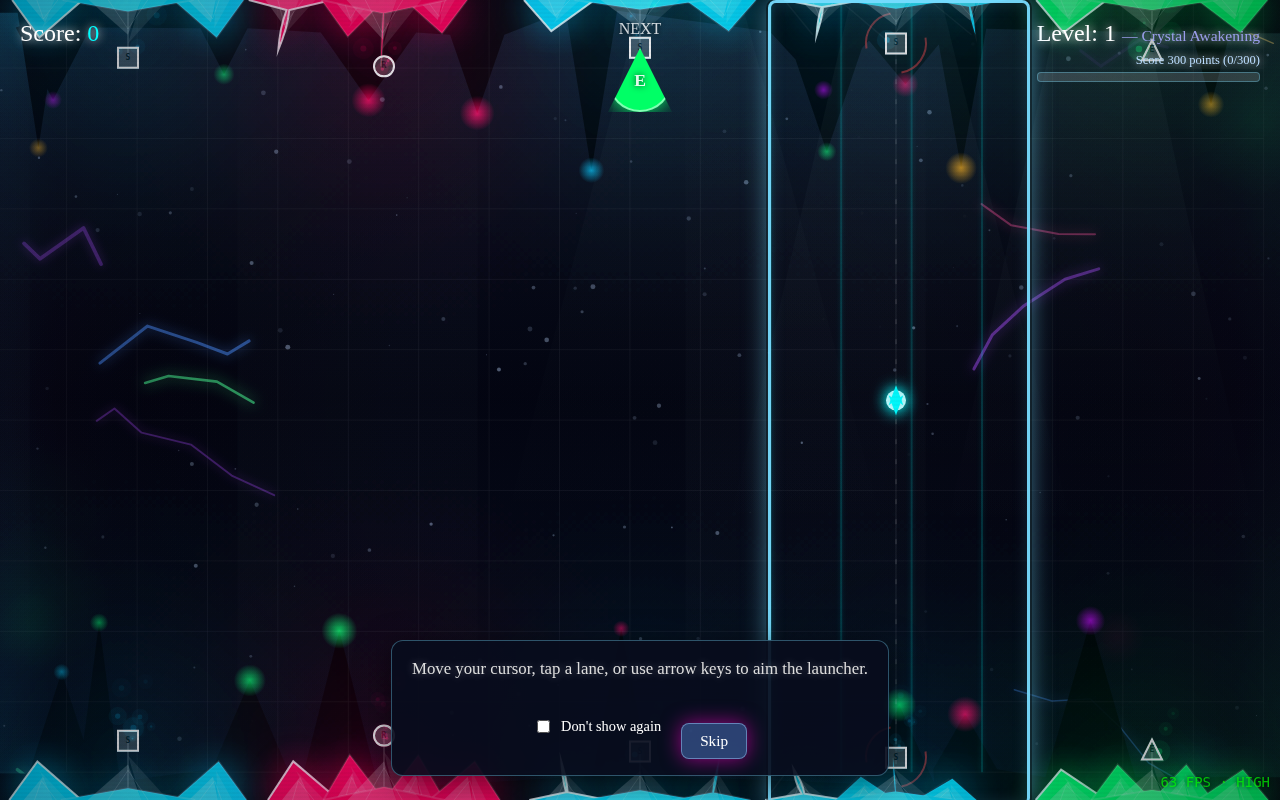 Score: 0
NEXT
E
Level: 1 — Crystal Awakening
Score 300 points (0/300)
Move your cursor, tap a lane, or use arrow keys to aim the launcher.
Don't show again
Skip
63 FPS · HIGH